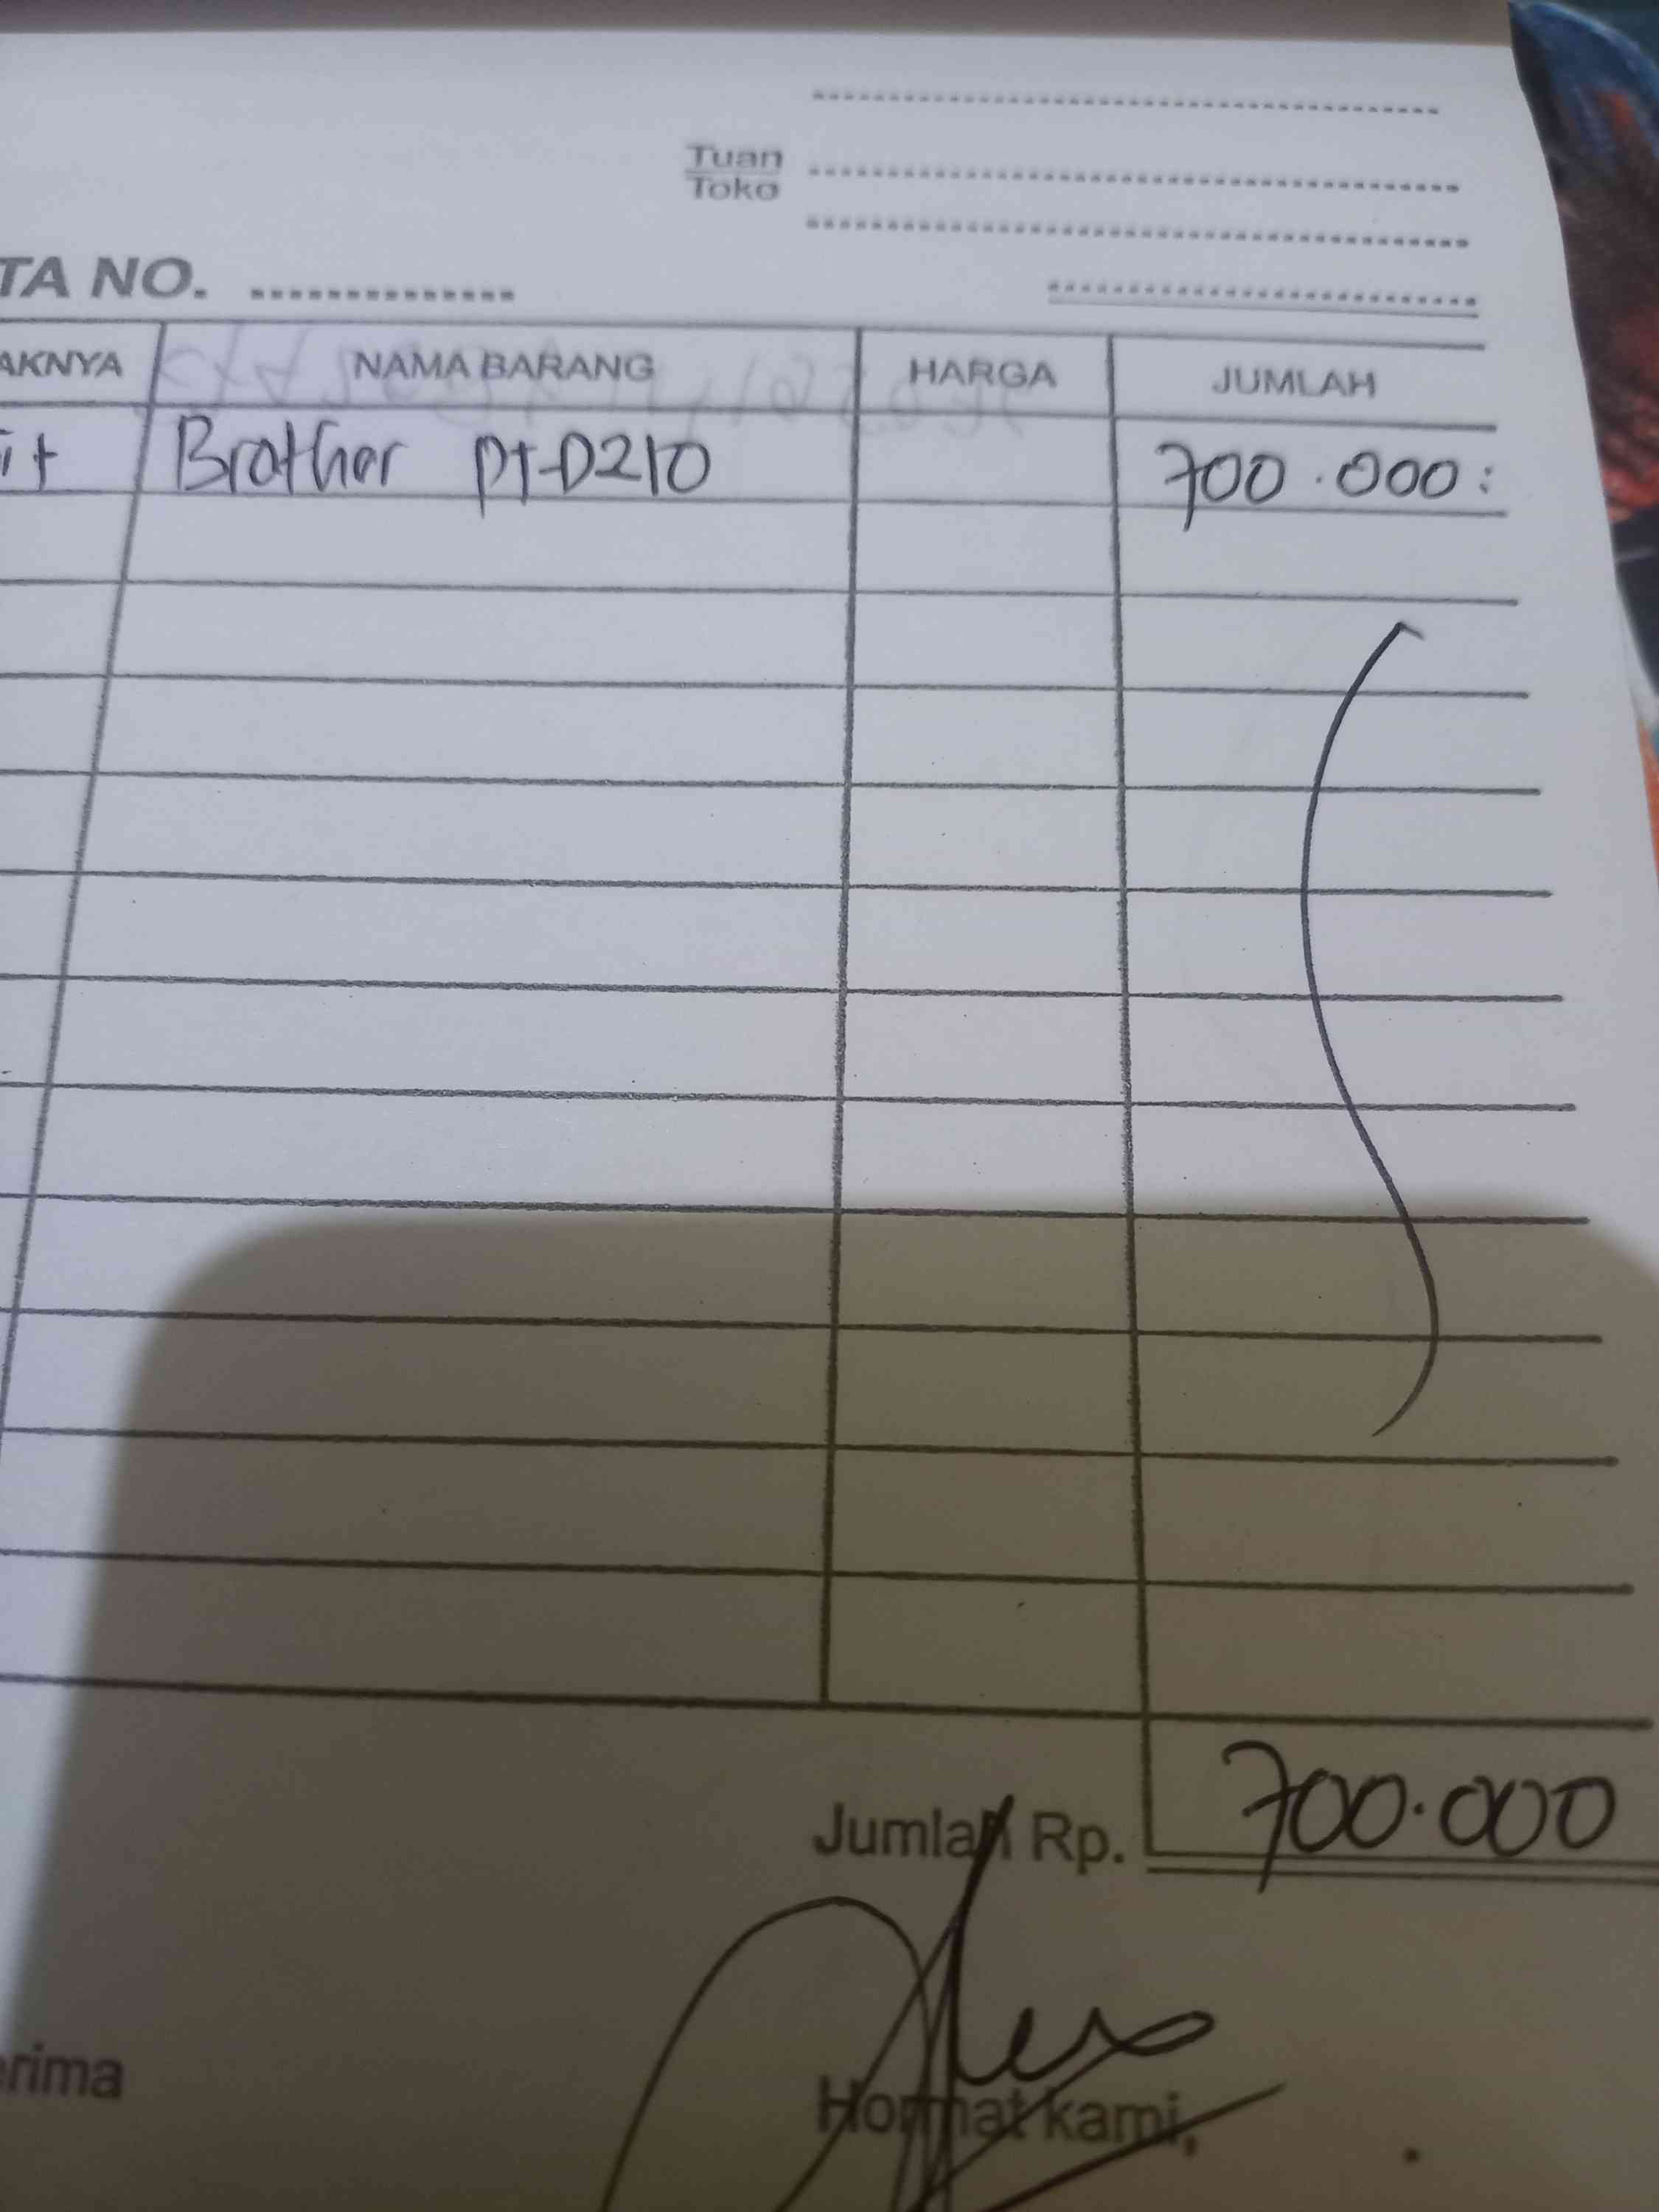 Tuan
Toko
TA NO.
AKNYA NAMA BARANG HARGA JUMLAH
it Brother PT-D210 700.000:
Jumlah Rp. 700.000
erima
Hormat kami,